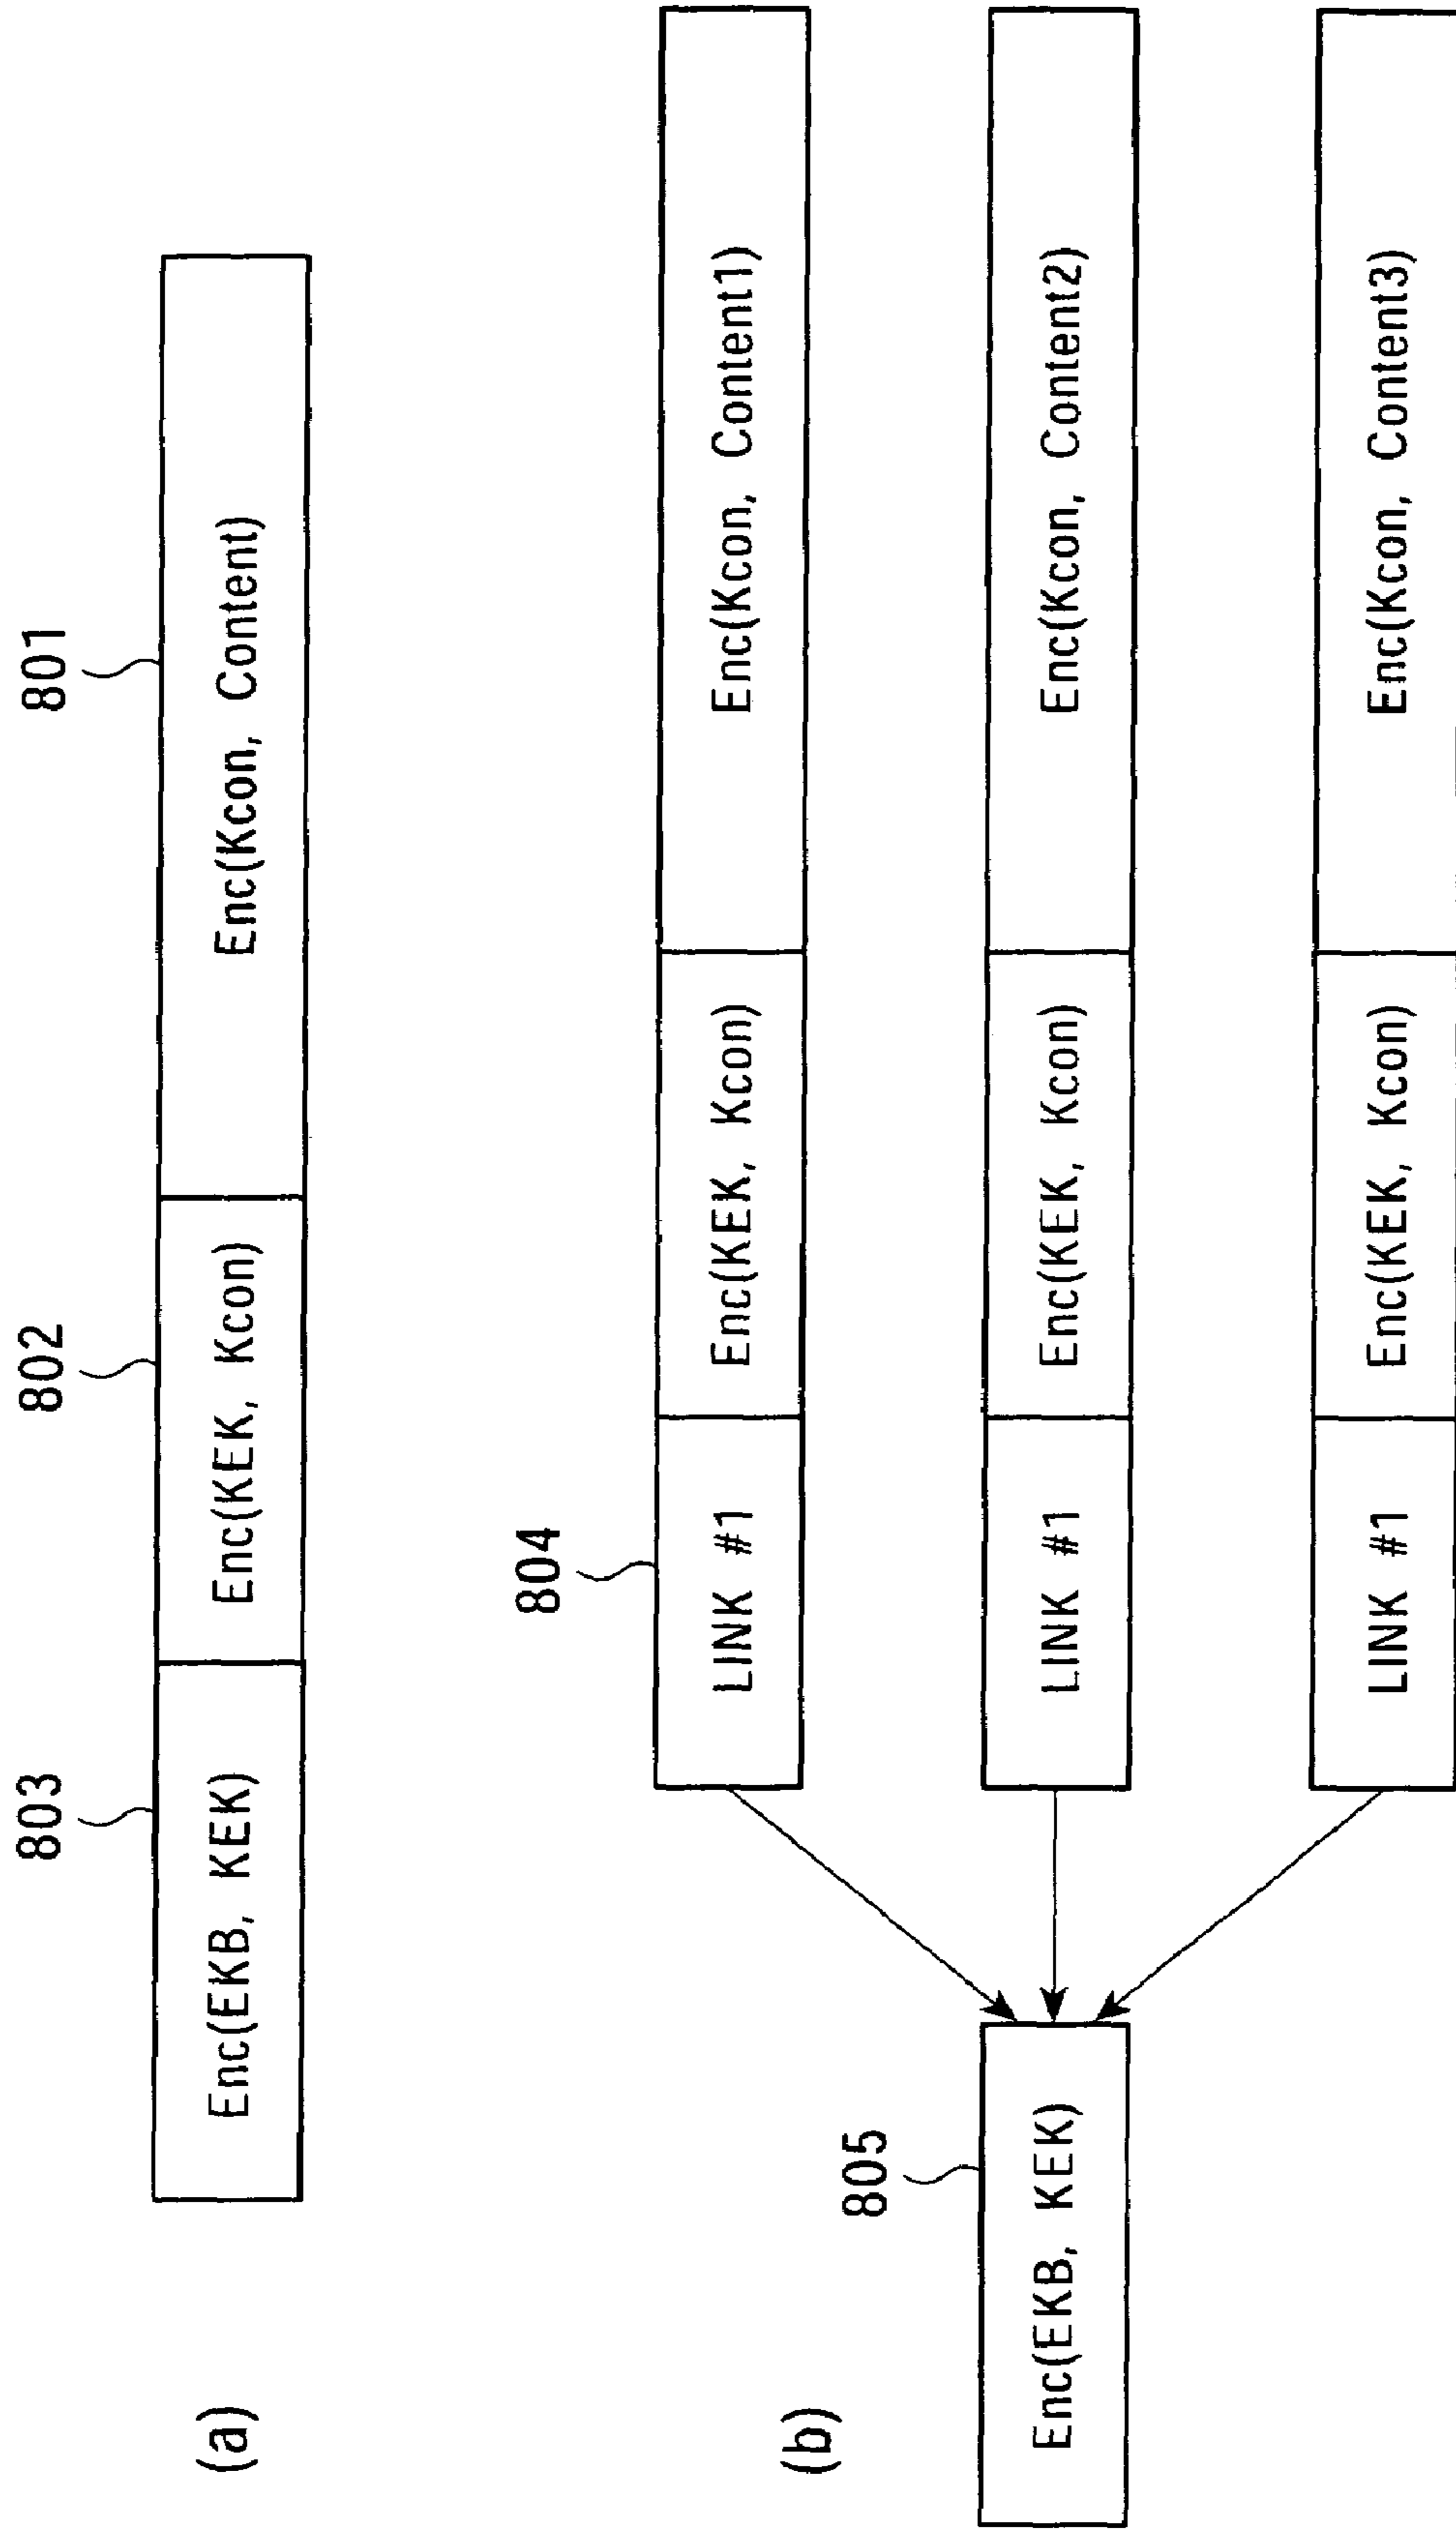 803
802
801
(a)
Enc(EKB, KEK)
Enc(KEK, Kcon)
Enc(Kcon, Content)
804
(b)
LINK #1
Enc(KEK, Kcon)
Enc(Kcon, Content1)
805
Enc(EKB, KEK)
LINK #1
Enc(KEK, Kcon)
Enc(Kcon, Content2)
LINK #1
Enc(KEK, Kcon)
Enc(Kcon, Content3)